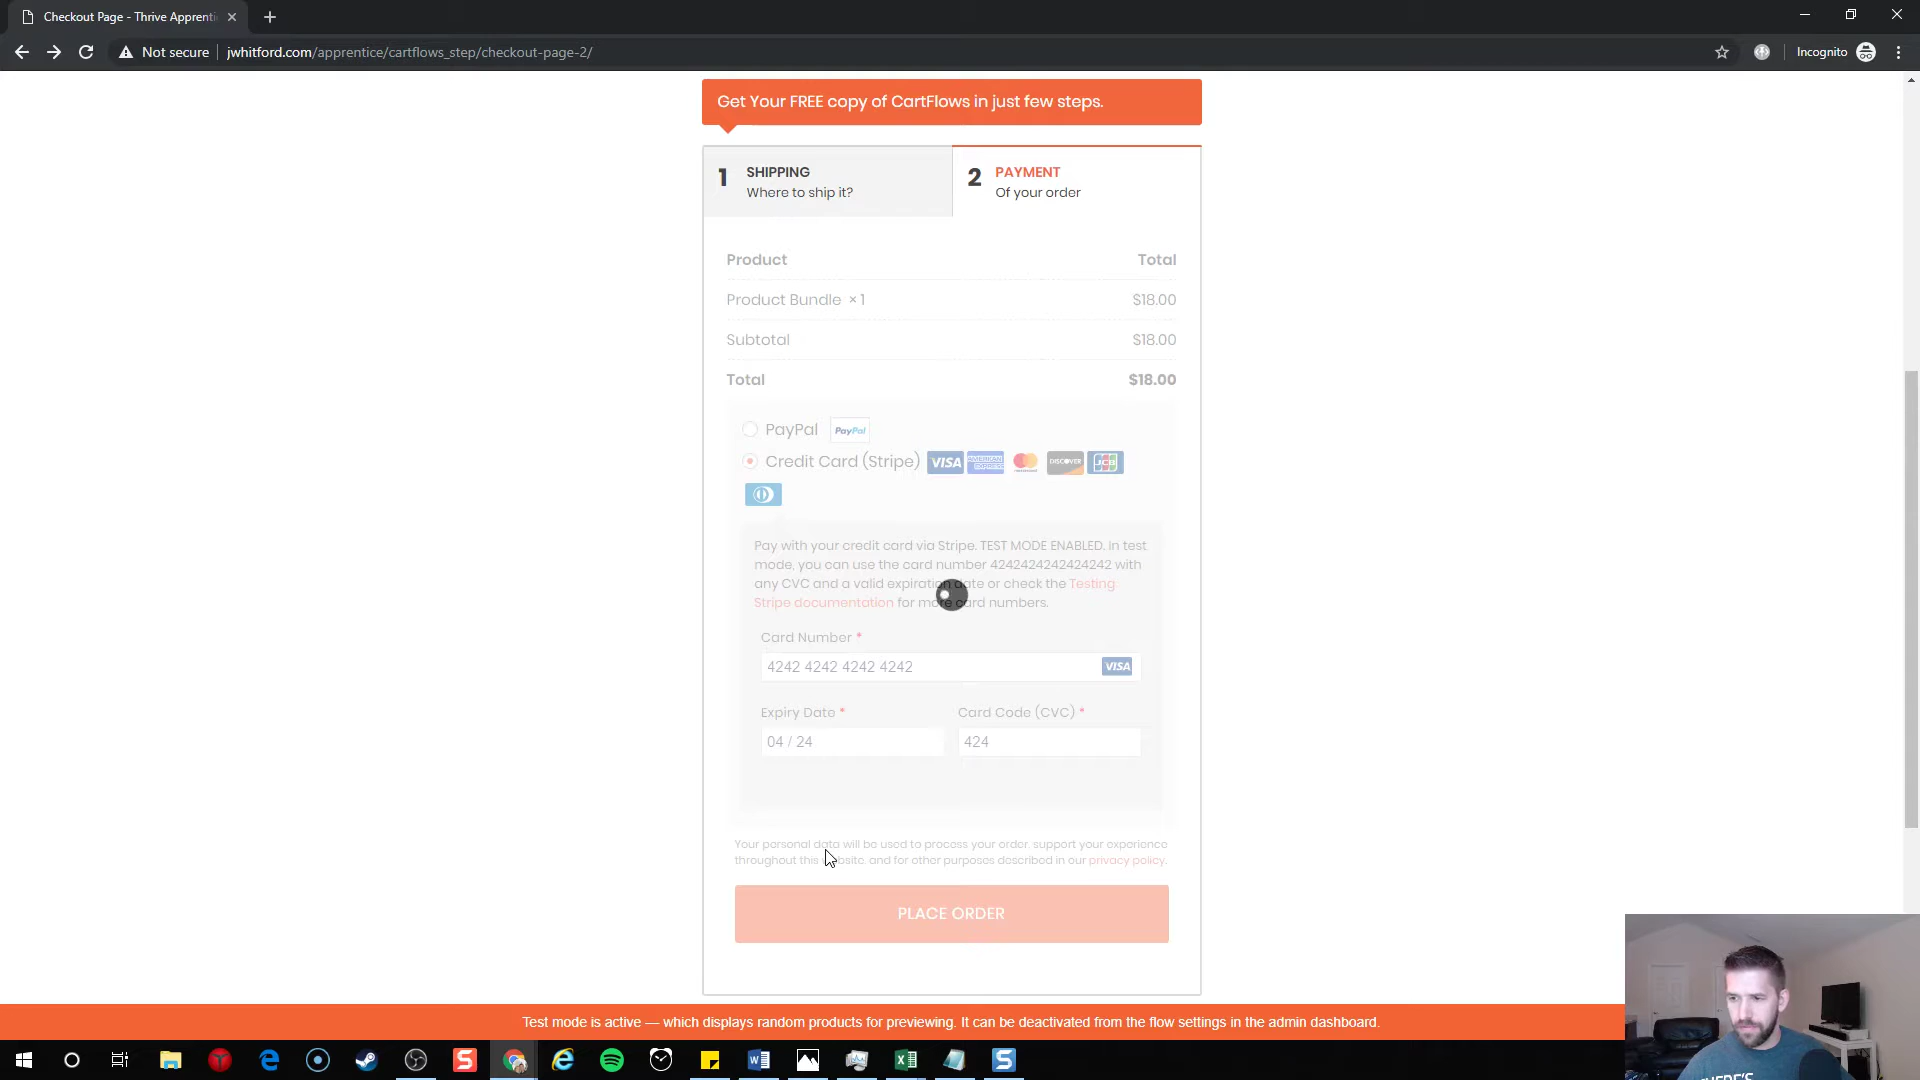 Checkout Page - Thrive Apprenti
Not secure
jwhitford.com/apprentice/cartflows_step/checkout-page-2/
Incognito
Get Your FREE copy of CartFlows in just few steps.
1 SHIPPING
Where to ship it?
2 PAYMENT
Of your order
Product Total
Product Bundle × 1 $18.00
Subtotal $18.00
Total $18.00
PayPal PayPal
Credit Card (Stripe) VISA AMERICAN EXPRESS DISCOVER JCB
Pay with your credit card via Stripe. TEST MODE ENABLED. In test
mode, you can use the card number 4242424242424242 with
any CVC and a valid expiration date or check the Testing
Stripe documentation for more card numbers.
Card Number *
4242 4242 4242 4242 VISA
Expiry Date * Card Code (CVC) *
04 / 24 424
Your personal data will be used to process your order, support your experience
throughout this website, and for other purposes described in our privacy policy.
PLACE ORDER
Test mode is active — which displays random products for previewing. It can be deactivated from the flow settings in the admin dashboard.